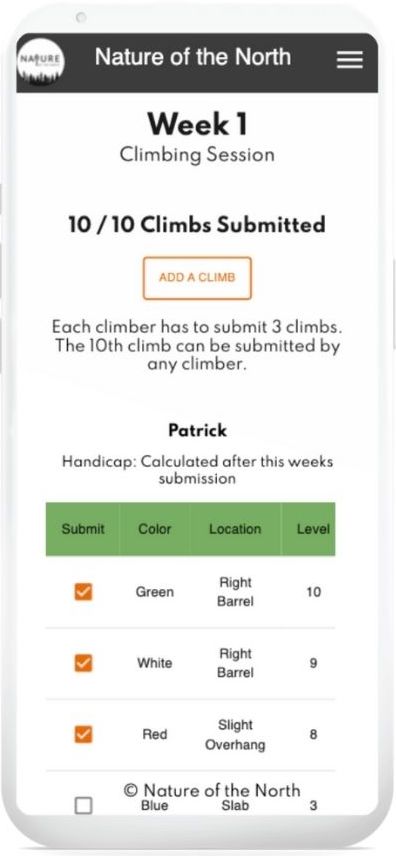 NATURE
Nature of the North
Week 1
Climbing Session
10 / 10 Climbs Submitted
ADD A CLIMB
Each climber has to submit 3 climbs.
The 10th climb can be submitted by
any climber.
Patrick
Handicap: Calculated after this weeks
submission
Submit Color Location Level
Green Right Barrel 10
White Right Barrel 9
Red Slight Overhang 8
© Nature of the North
Blue Slab 3